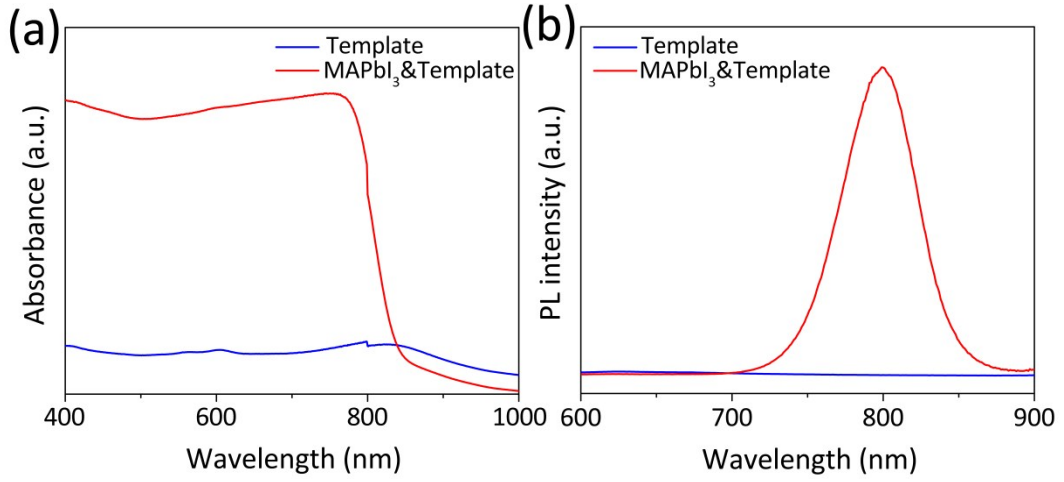 (a)
Template
MAPbI₃&Template
Absorbance (a.u.)
400 600 800 1000
Wavelength (nm)
(b)
Template
MAPbI₃&Template
PL intensity (a.u.)
600 700 800 900
Wavelength (nm)